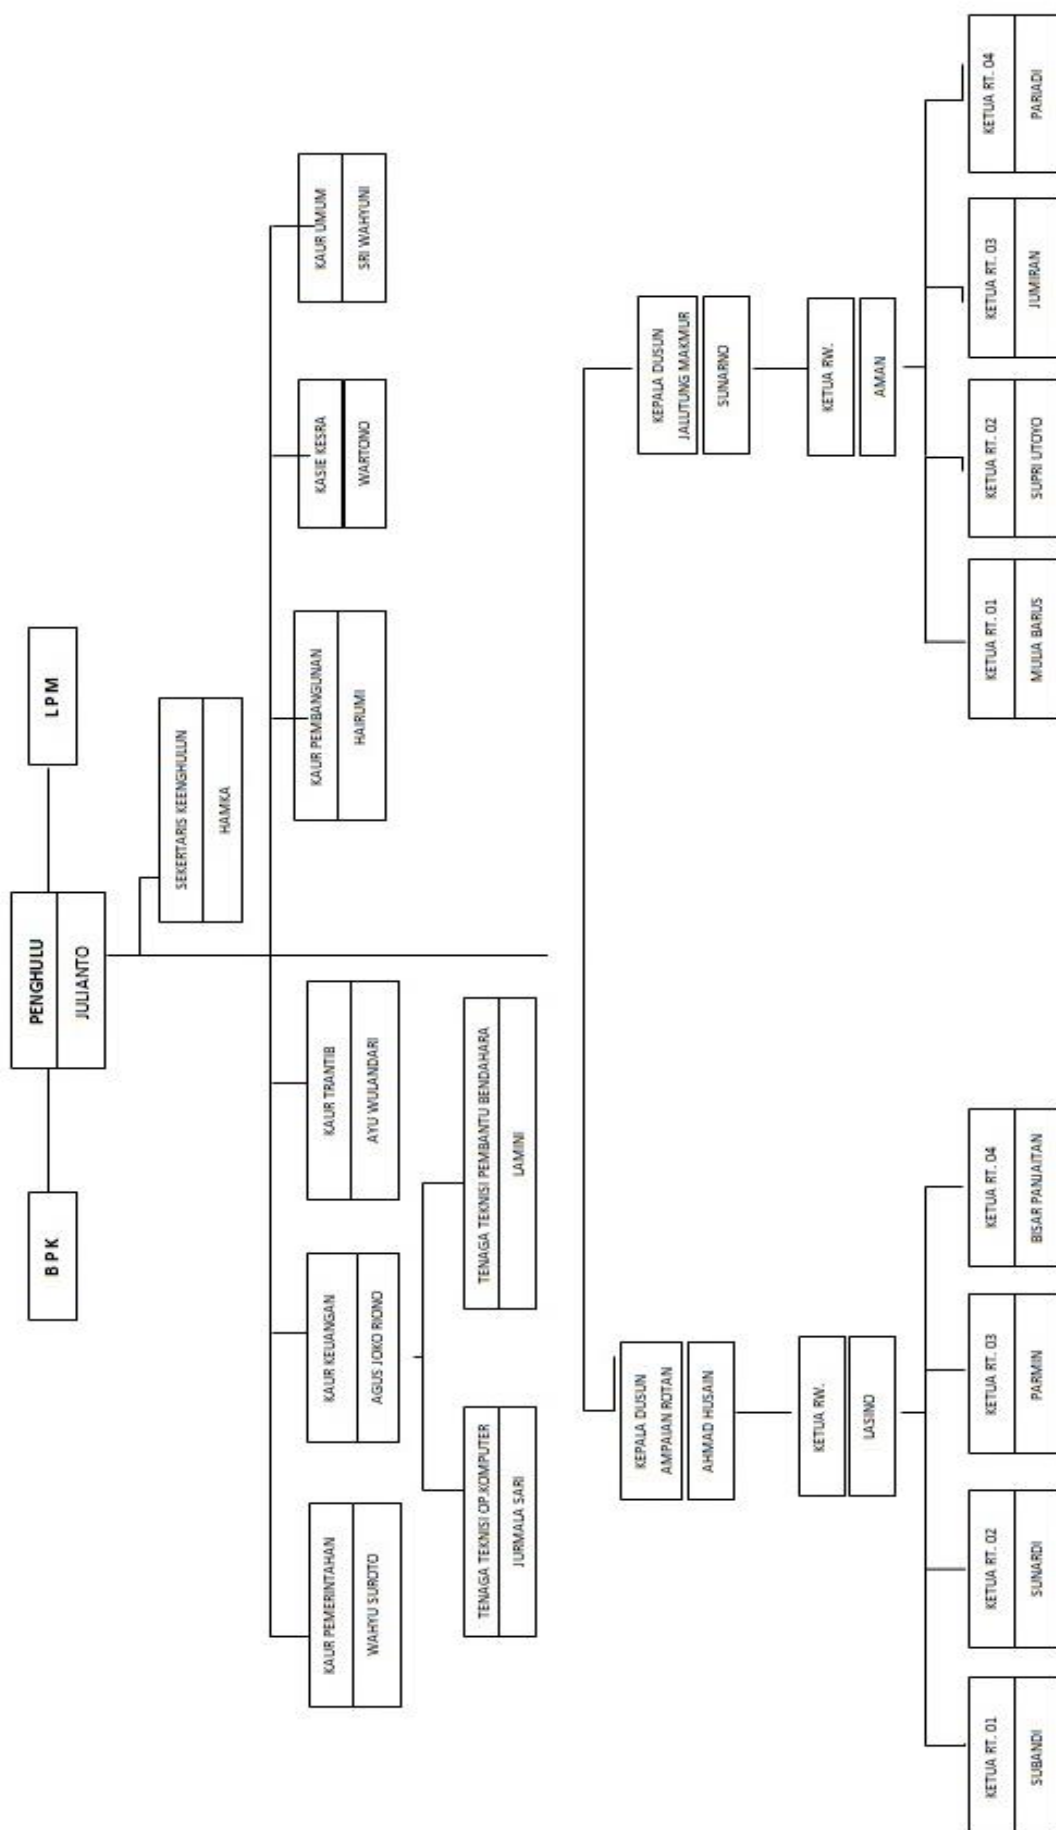 PENGHULU
JULIANTO
B P K
L P M
SEKERTARIS KEENGHULUN
HAMKA
KAUR PEMERINTAHAN
WAHYU SUROTO
KAUR KEUANGAN
AGUS JOKO RIONO
KAUR TRANTIB
AYU WULANDARI
KAUR PEMBANGUNAN
HAIRUMI
KASIE KESRA
WARTONO
KAUR UMUM
SRI WAHYUNI
TENAGA TEKNISI OP.KOMPUTER
JURMALA SARI
TENAGA TEKNISI PEMBANTU BENDAHARA
LAMINI
KEPALA DUSUN
AMPAIAN ROTAN
AHMAD HUSAIN
KEPALA DUSUN
JALUTUNG MAKMUR
SUNARNO
KETUA RW.
LASINO
KETUA RW.
AMAN
KETUA RT. 01
SUBANDI
KETUA RT. 02
SUNARDI
KETUA RT. 03
PARMIN
KETUA RT. 04
BISAR PANJAITAN
KETUA RT. 01
MULIA BARUS
KETUA RT. 02
SUPRI UTOYO
KETUA RT. 03
JUMIRAN
KETUA RT. 04
PARIADI